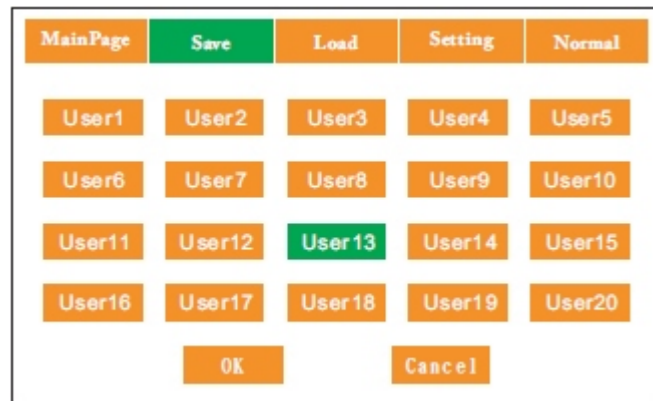 MainPage Save Load Setting Normal
User1 User2 User3 User4 User5
User6 User7 User8 User9 User10
User11 User12 User13 User14 User15
User16 User17 User18 User19 User20
OK Cancel